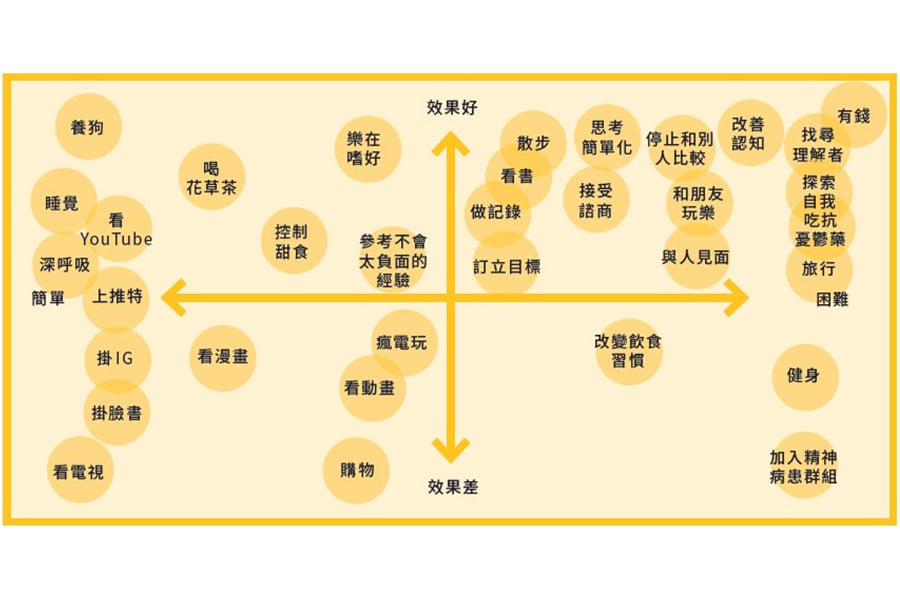 效果好
養狗
喝
花草茶
樂在
嗜好
睡覺
看
YouTube
控制
甜食
參考不會
太負面的
經驗
深呼吸
簡單
上推特
散步
思考
簡單化
停止和別
人比較
改善
認知
有錢
找尋
理解者
看書
接受
諮商
和朋友
玩樂
探索
自我
做記錄
吃抗
憂鬱藥
訂立目標
與人見面
旅行
困難
掛IG
看漫畫
瘋電玩
看動畫
掛臉書
看電視
購物
改變飲食
習慣
健身
加入精神
病患群組
效果差